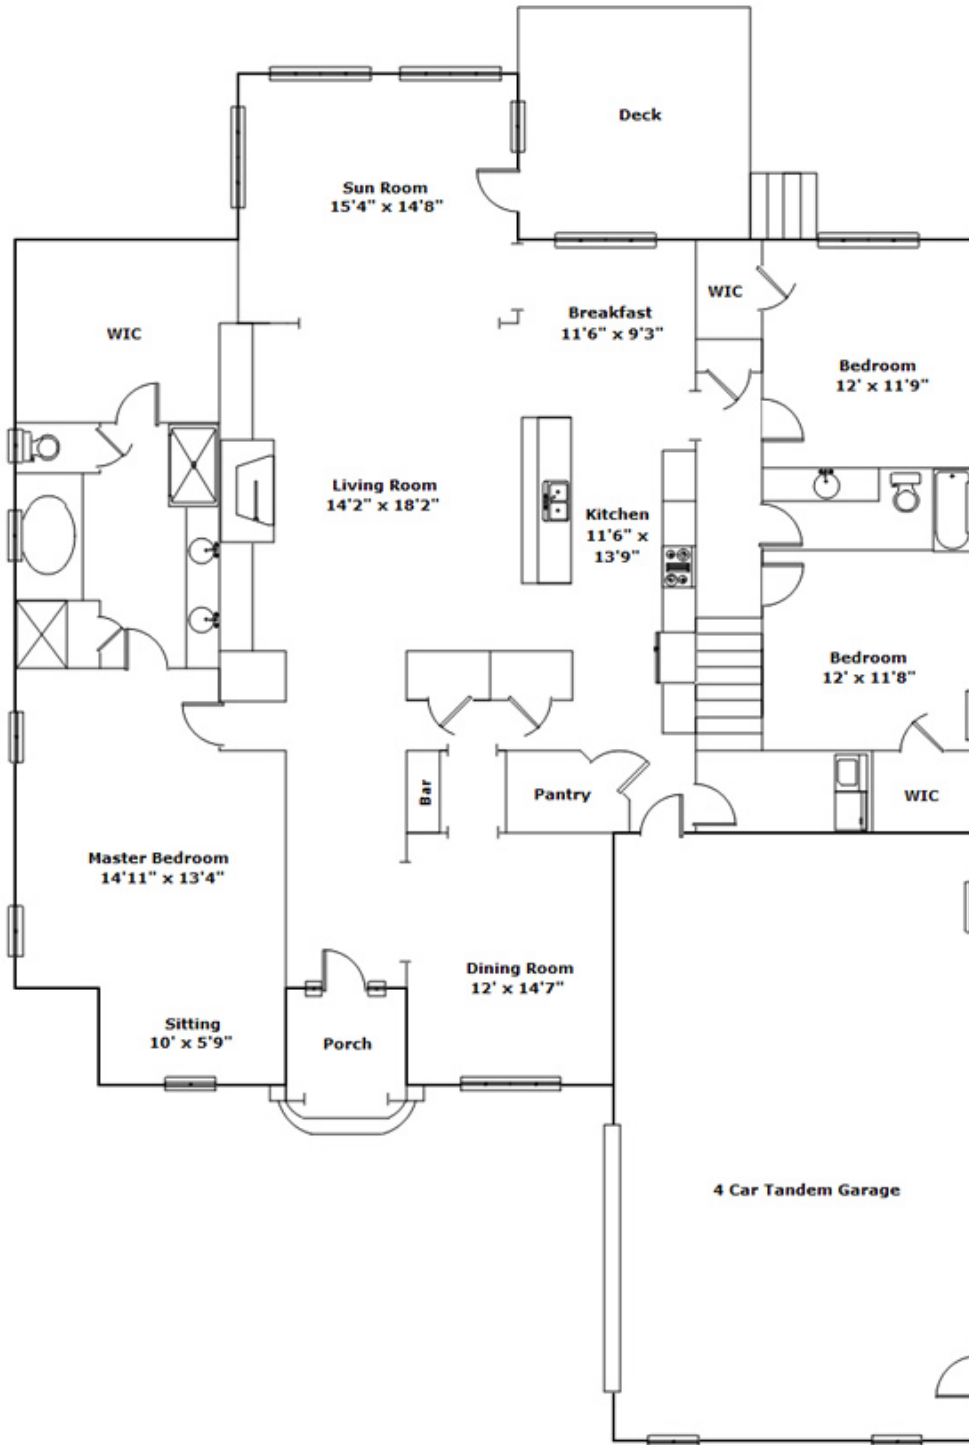 Deck
Sun Room
15'4" x 14'8"
WIC
Breakfast
11'6" x 9'3"
WIC
Bedroom
12' x 11'9"
Living Room
14'2" x 18'2"
Kitchen
11'6" x
13'9"
Bedroom
12' x 11'8"
Bar
Pantry
WIC
Master Bedroom
14'11" x 13'4"
Dining Room
12' x 14'7"
Sitting
10' x 5'9"
Porch
4 Car Tandem Garage